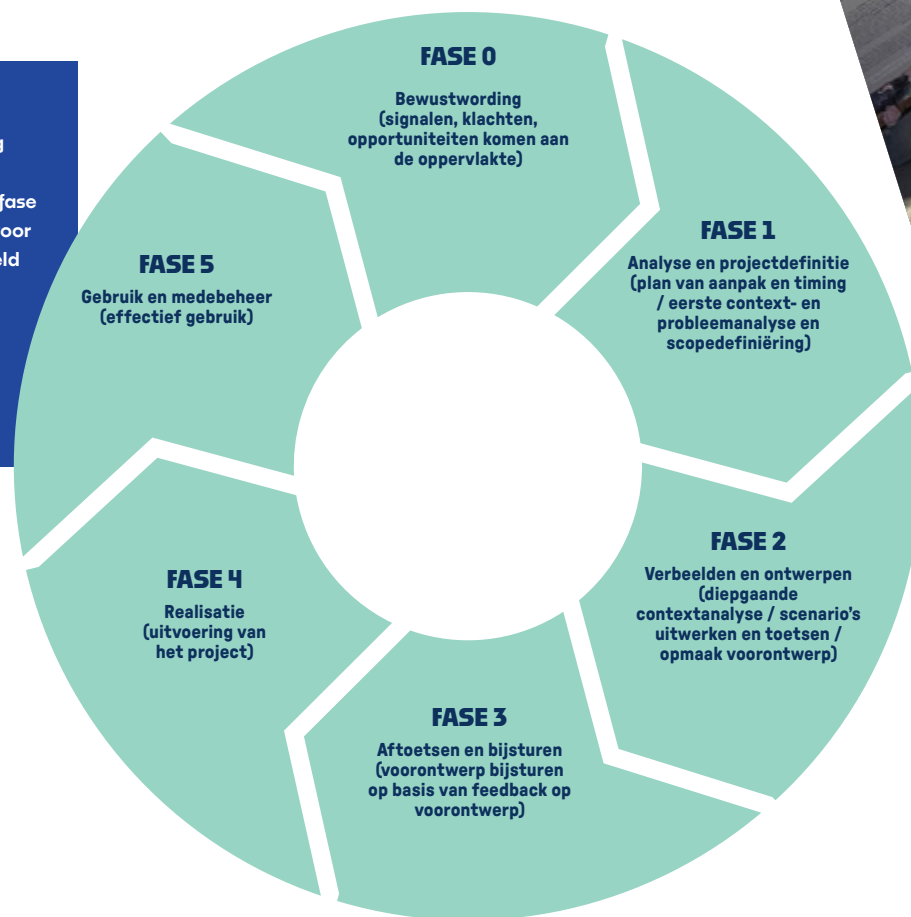 FASE 0
Bewustwording
(signalen, klachten,
opportuniteiten komen aan
de oppervlakte)
FASE 1
Analyse en projectdefinitie
(plan van aanpak en timing
/ eerste context- en
probleemanalyse en
scopedefiniëring)
FASE 2
Verbeelden en ontwerpen
(diepgaande
contextanalyse / scenario's
uitwerken en toetsen /
opmaak voorontwerp)
FASE 3
Aftoetsen en bijsturen
(voorontwerp bijsturen
op basis van feedback op
voorontwerp)
FASE 4
Realisatie
(uitvoering van
het project)
FASE 5
Gebruik en medebeheer
(effectief gebruik)
fase